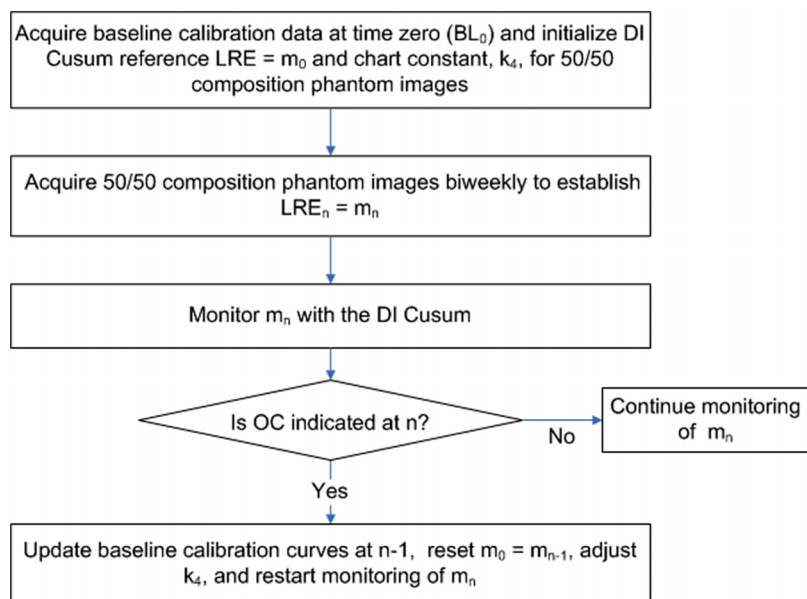 Acquire baseline calibration data at time zero (BL₀) and initialize DI
Cusum reference LRE = m₀ and chart constant, k₄, for 50/50
composition phantom images
Acquire 50/50 composition phantom images biweekly to establish
LREₙ = mₙ
Monitor mₙ with the DI Cusum
Is OC indicated at n?
No
Continue monitoring
of mₙ
Yes
Update baseline calibration curves at n-1, reset m₀ = mₙ₋₁, adjust
k₄, and restart monitoring of mₙ